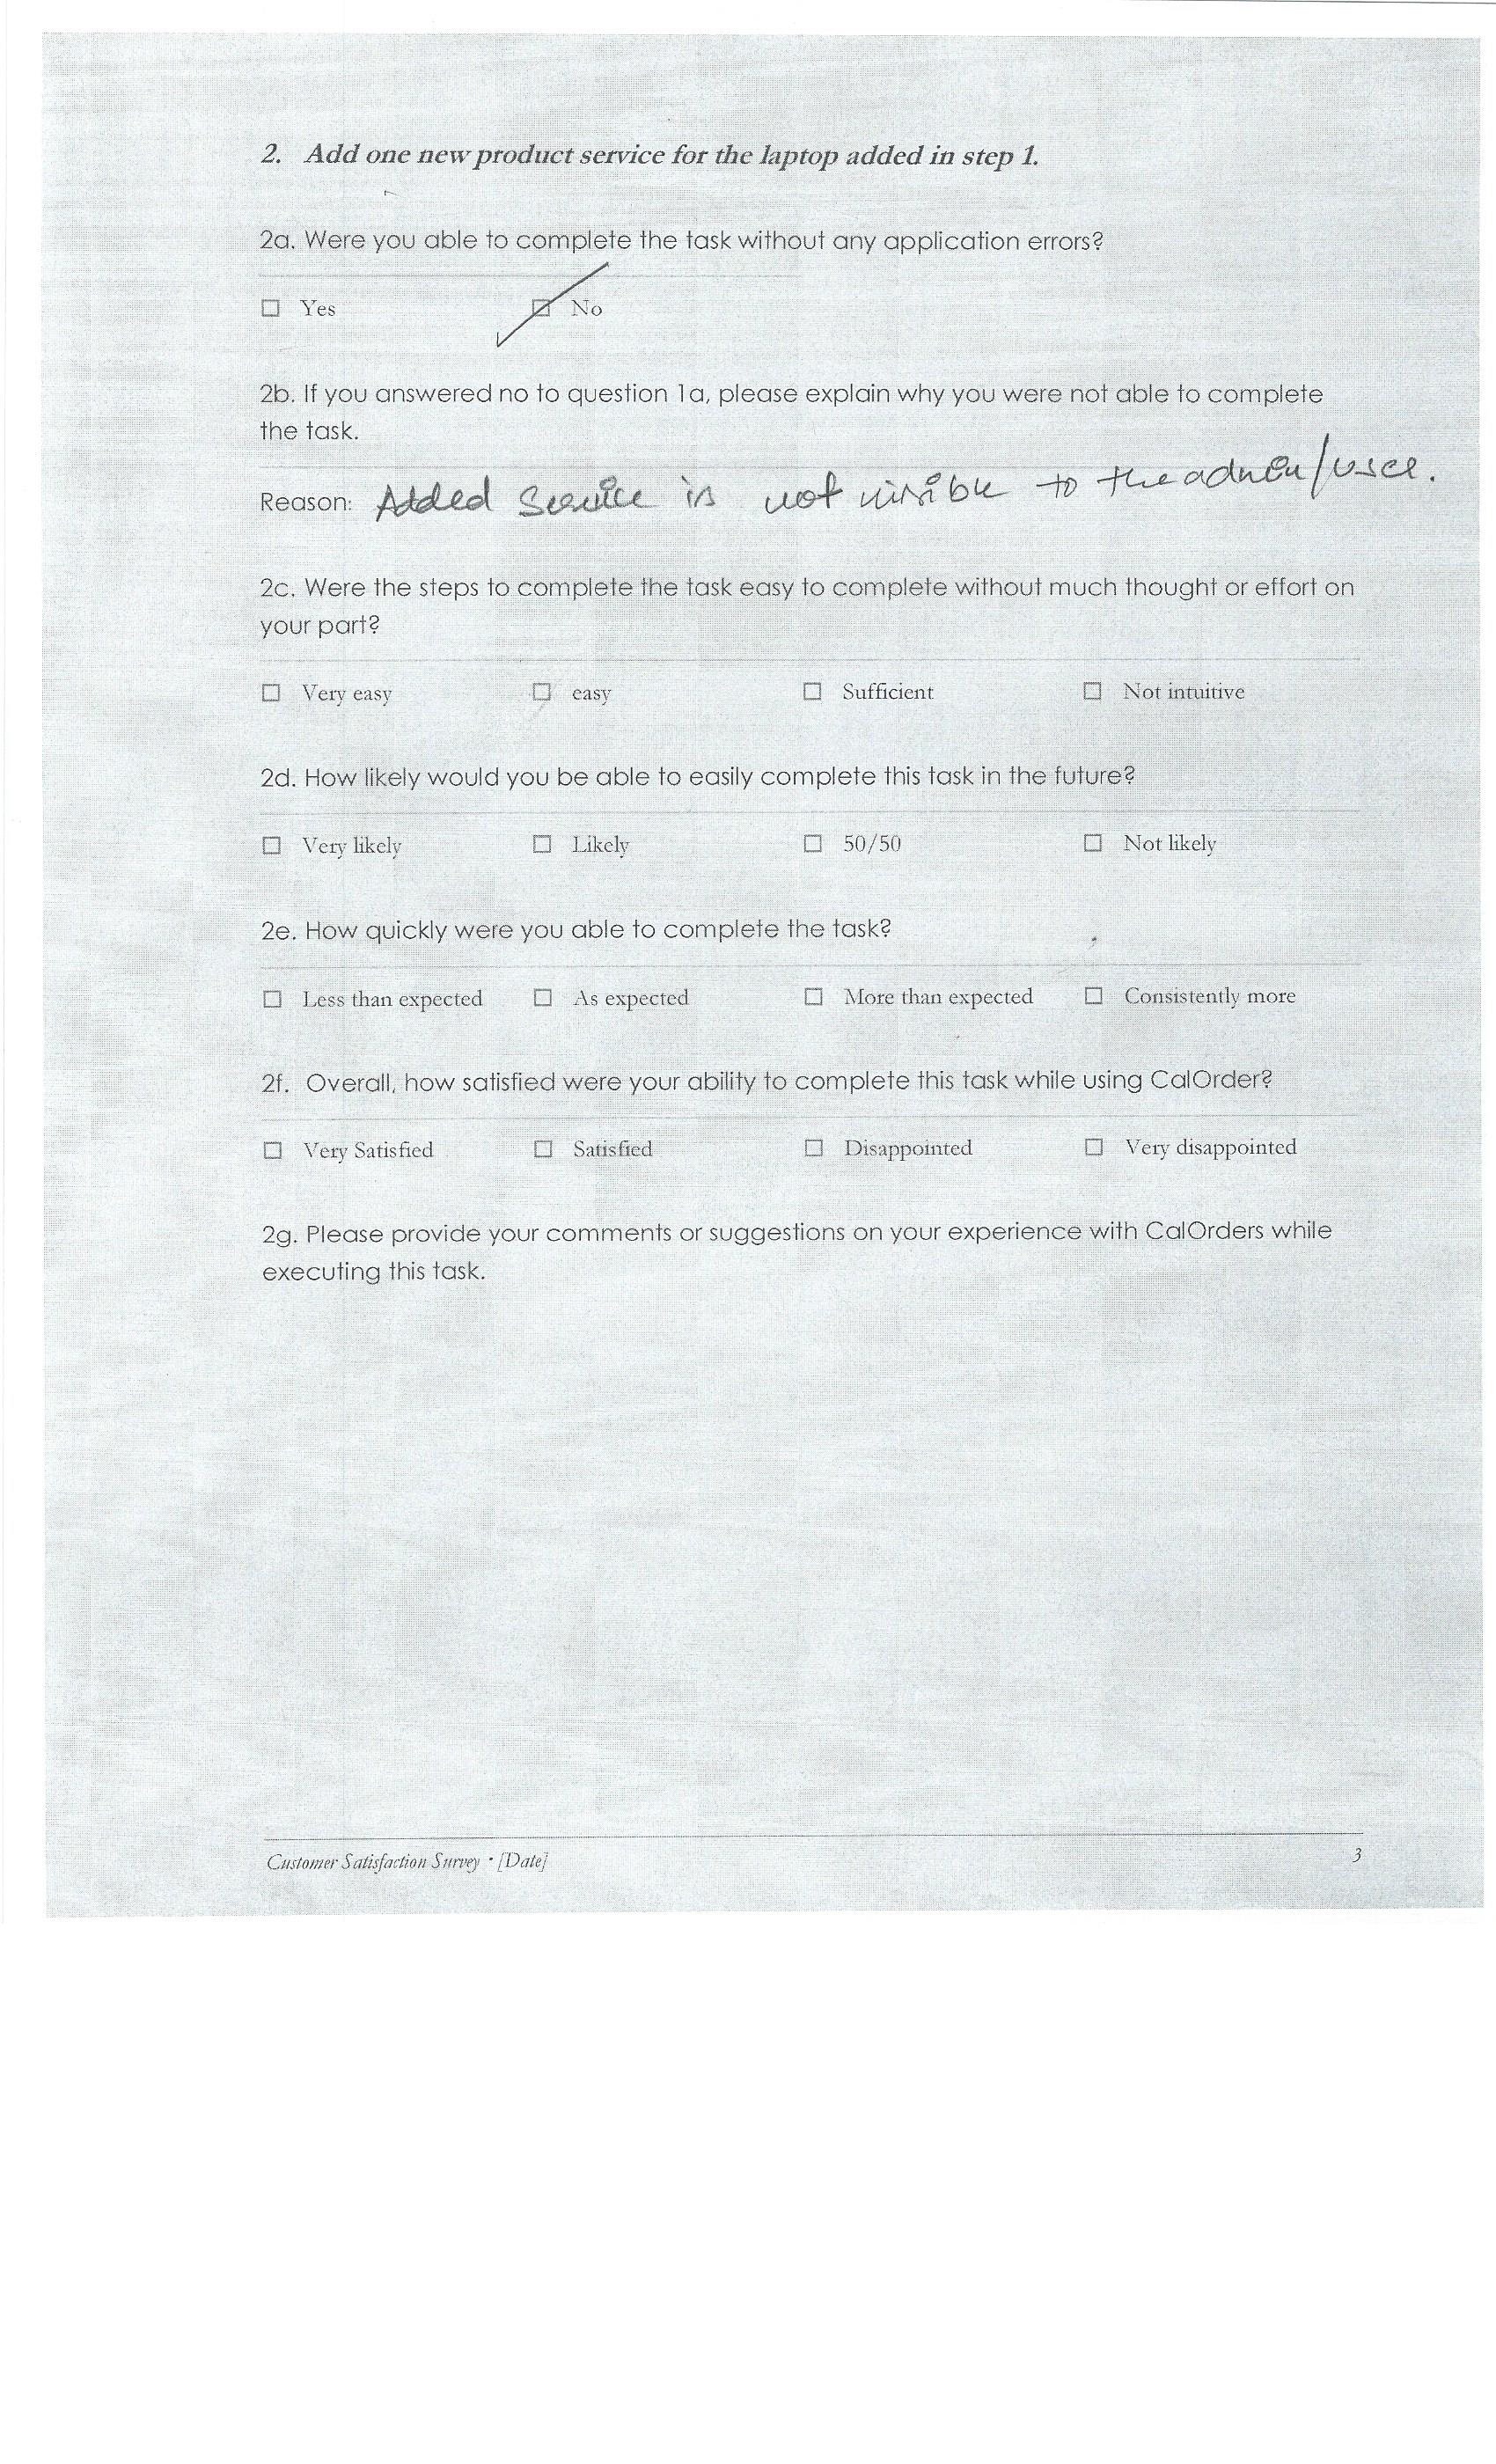 2. Add one new product service for the laptop added in step 1.
2a. Were you able to complete the task without any application errors?
☐ Yes ☑ No
2b. If you answered no to question 1a, please explain why you were not able to complete
the task.
Reason: Added Service is not visible to the admin/user.
2c. Were the steps to complete the task easy to complete without much thought or effort on
your part?
☐ Very easy ☐ easy ☐ Sufficient ☐ Not intuitive
2d. How likely would you be able to easily complete this task in the future?
☐ Very likely ☐ Likely ☐ 50/50 ☐ Not likely
2e. How quickly were you able to complete the task?
☐ Less than expected ☐ As expected ☐ More than expected ☐ Consistently more
2f. Overall, how satisfied were your ability to complete this task while using CalOrder?
☐ Very Satisfied ☐ Satisfied ☐ Disappointed ☐ Very disappointed
2g. Please provide your comments or suggestions on your experience with CalOrders while
executing this task.
Customer Satisfaction Survey · [Date] 3